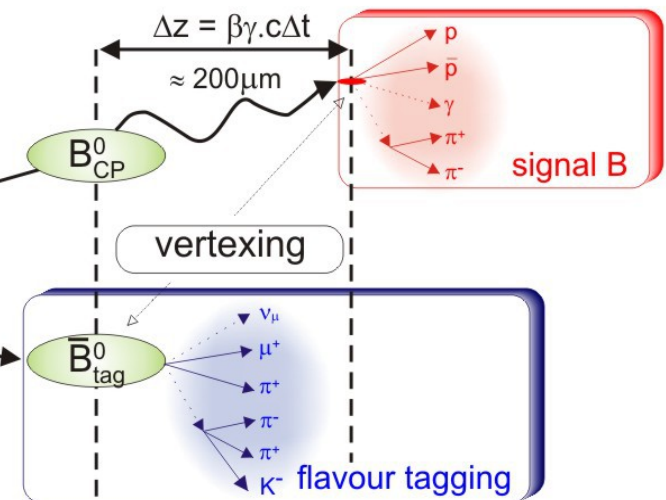 Δz = βγ.cΔt
≈ 200μm
B⁰CP
p
p̄
γ
π⁺
π⁻
signal B
vertexing
B̄⁰tag
νμ
μ⁺
π⁺
π⁻
π⁺
K⁻
flavour tagging